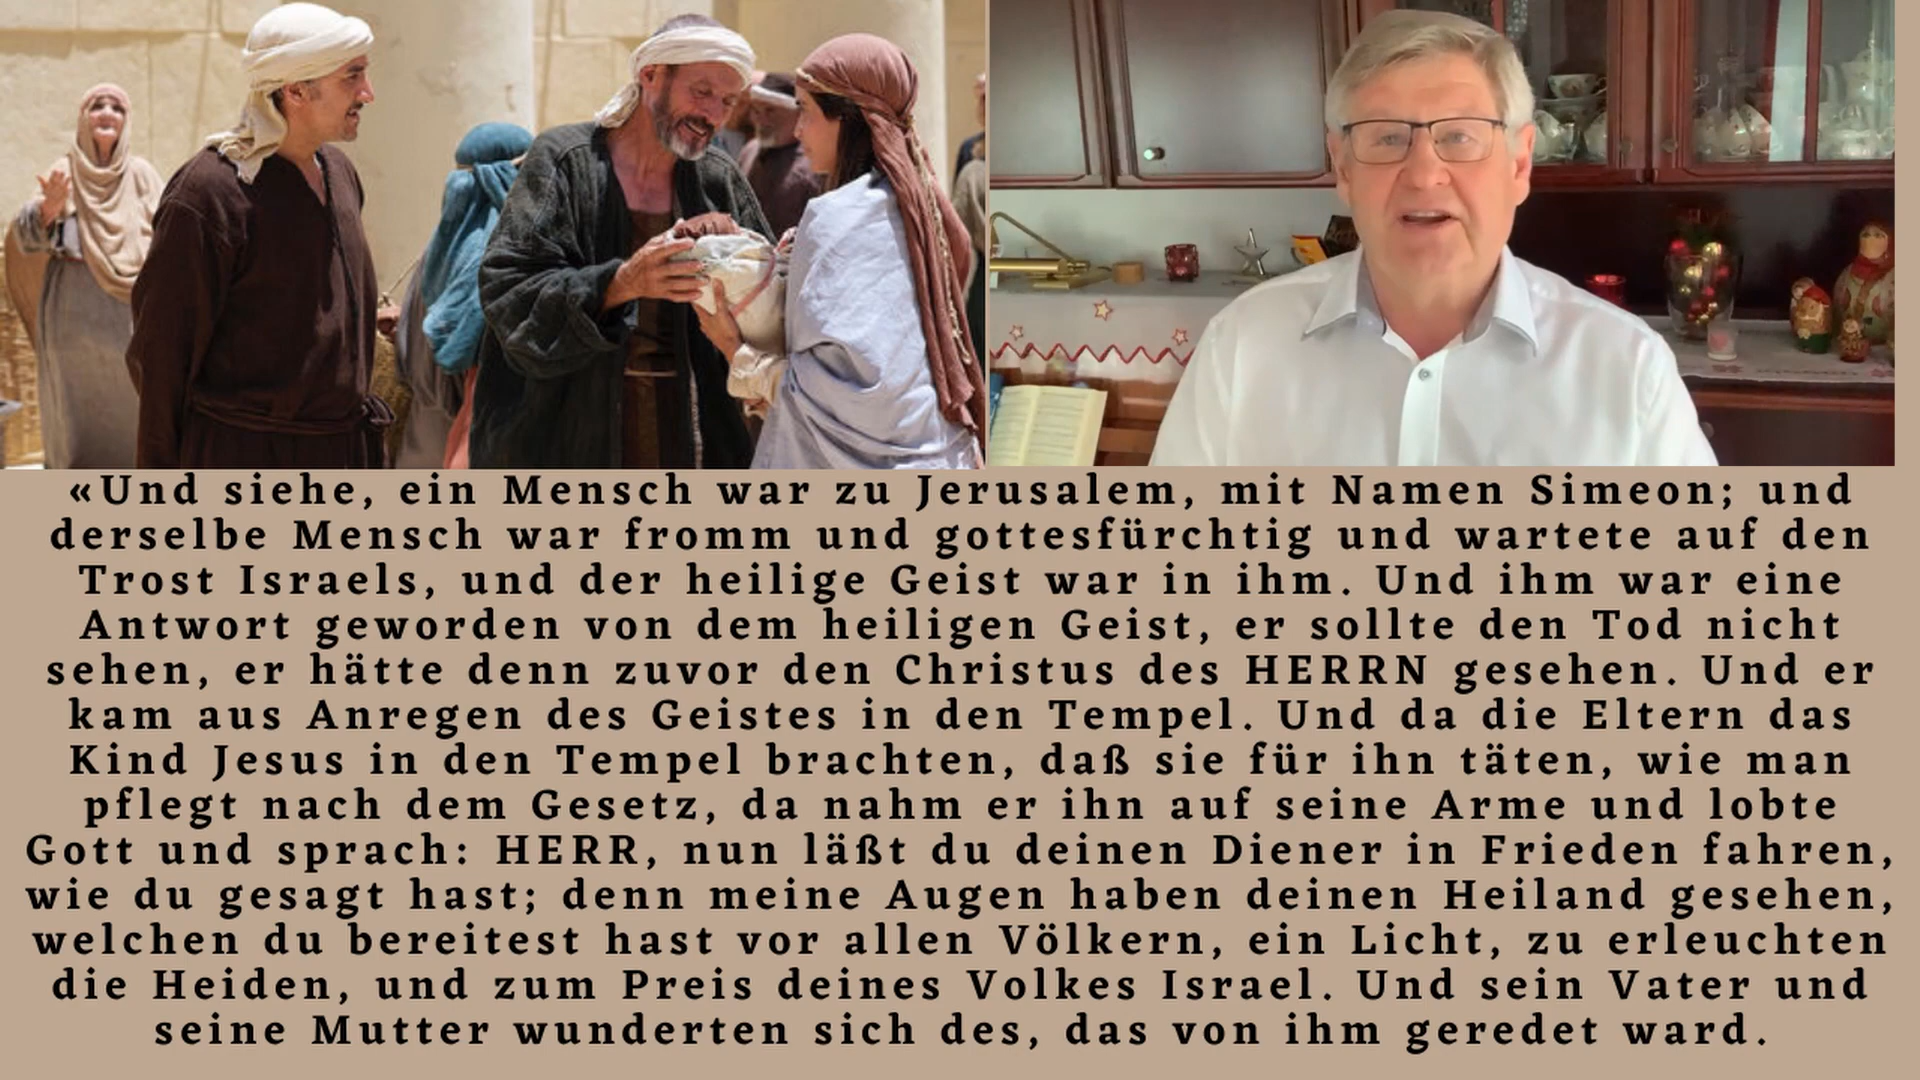 «Und siehe, ein Mensch war zu Jerusalem, mit Namen Simeon; und
derselbe Mensch war fromm und gottesfürchtig und wartete auf den
Trost Israels, und der heilige Geist war in ihm. Und ihm war eine
Antwort geworden von dem heiligen Geist, er sollte den Tod nicht
sehen, er hätte denn zuvor den Christus des HERRN gesehen. Und er
kam aus Anregen des Geistes in den Tempel. Und da die Eltern das
Kind Jesus in den Tempel brachten, daß sie für ihn täten, wie man
pflegt nach dem Gesetz, da nahm er ihn auf seine Arme und lobte
Gott und sprach: HERR, nun läßt du deinen Diener in Frieden fahren,
wie du gesagt hast; denn meine Augen haben deinen Heiland gesehen,
welchen du bereitest hast vor allen Völkern, ein Licht, zu erleuchten
die Heiden, und zum Preis deines Volkes Israel. Und sein Vater und
seine Mutter wunderten sich des, das von ihm geredet ward.